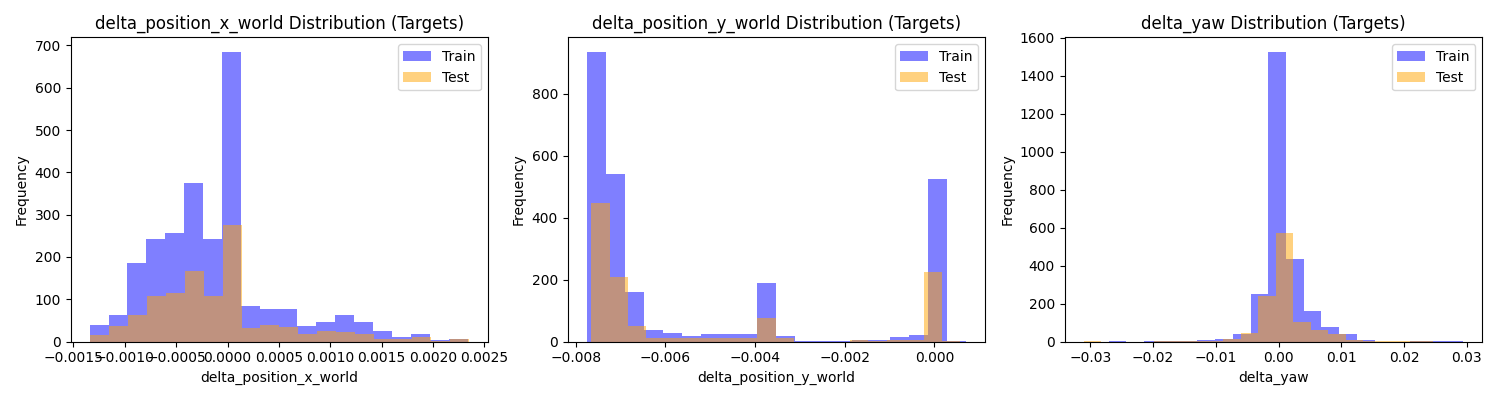 delta_position_x_world Distribution (Targets)
700
600
500
400
300
200
100
0
Frequency
Train
Test
−0.0015−0.0010−0.0005 0.0000 0.0005 0.0010 0.0015 0.0020 0.0025
delta_position_x_world
delta_position_y_world Distribution (Targets)
800
600
400
200
0
Frequency
Train
Test
−0.008 −0.006 −0.004 −0.002 0.000
delta_position_y_world
delta_yaw Distribution (Targets)
1600
1400
1200
1000
800
600
400
200
0
Frequency
Train
Test
−0.03 −0.02 −0.01 0.00 0.01 0.02 0.03
delta_yaw